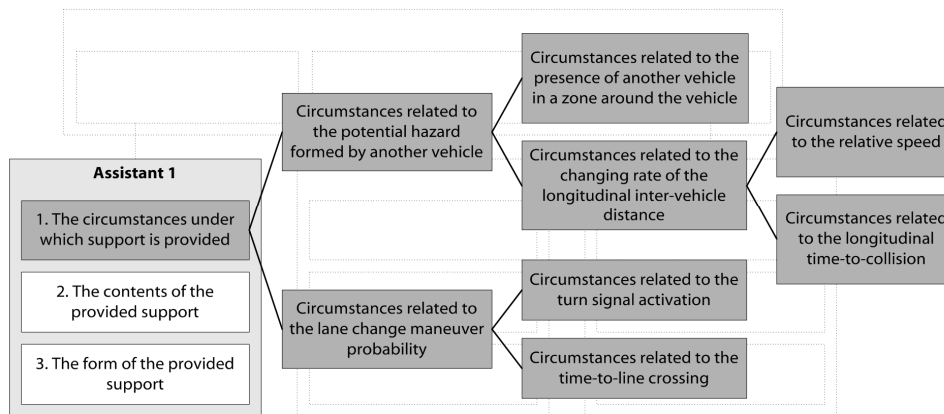 Assistant 1
1. The circumstances under
which support is provided
2. The contents of the
provided support
3. The form of the provided
support
Circumstances related to
the potential hazard
formed by another vehicle
Circumstances related to
the lane change maneuver
probability
Circumstances related to the
presence of another vehicle
in a zone around the vehicle
Circumstances related to the
changing rate of the
longitudinal inter-vehicle
distance
Circumstances related to the
turn signal activation
Circumstances related to the
time-to-line crossing
Circumstances related
to the relative speed
Circumstances related
to the longitudinal
time-to-collision